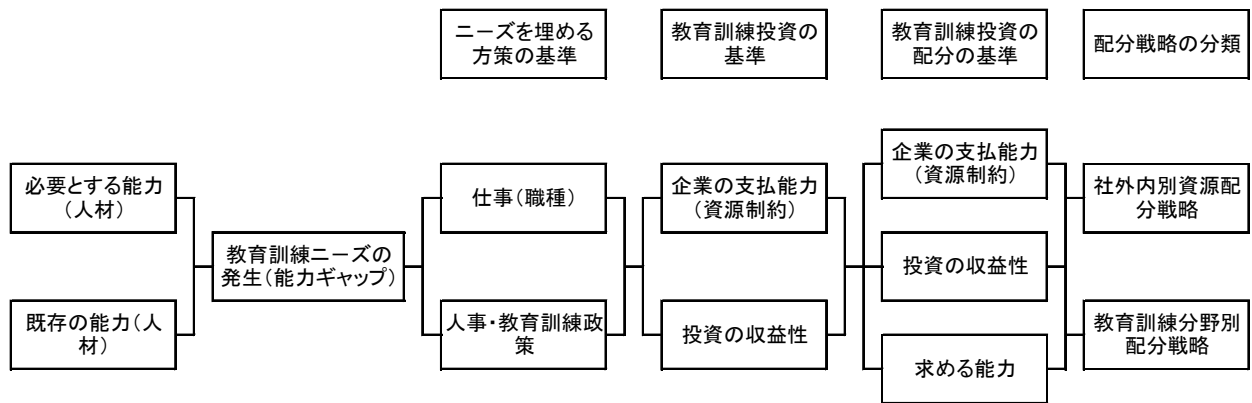 ニーズを埋める
方策の基準
教育訓練投資の
基準
教育訓練投資の
配分の基準
配分戦略の分類
必要とする能力
(人材)
既存の能力(人
材)
教育訓練ニーズの
発生(能力ギャップ)
仕事(職種)
人事・教育訓練政
策
企業の支払能力
(資源制約)
投資の収益性
企業の支払能力
(資源制約)
投資の収益性
求める能力
社外内別資源配
分戦略
教育訓練分野別
配分戦略